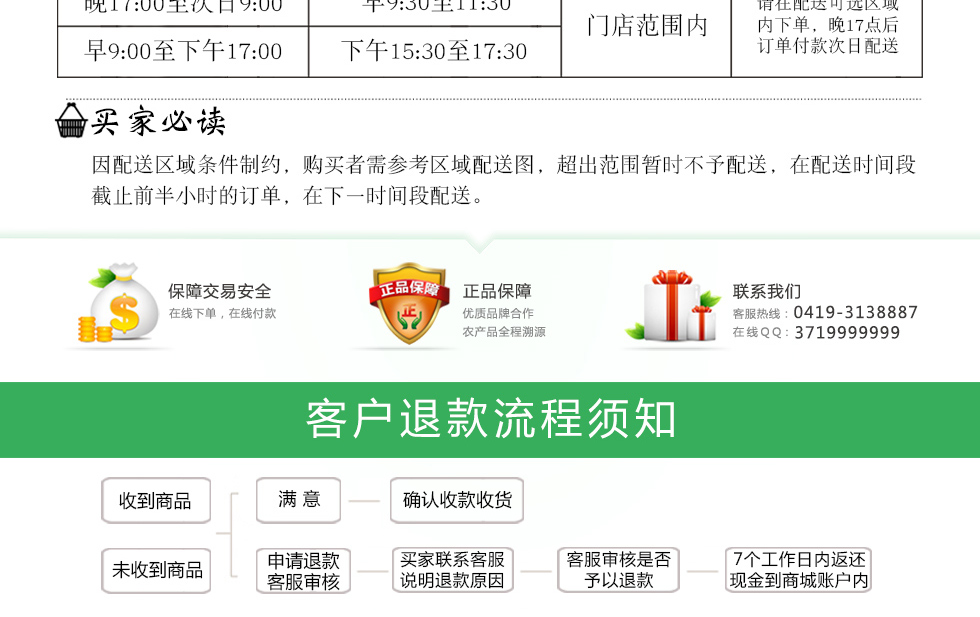 晚17:00至次日9:00
早9:30至11:30
早9:00至下午17:00
下午15:30至17:30
门店范围内
请在配送可选区域
内下单，晚17点后
订单付款次日配送
买家必读
因配送区域条件制约，购买者需参考区域配送图，超出范围暂时不予配送，在配送时间段
截止前半小时的订单，在下一时间段配送。
保障交易安全
在线下单，在线付款
正品保障
正
正品保障
优质品牌合作
农产品全程溯源
联系我们
客服热线：0419-3138887
在线QQ：3719999999
客户退款流程须知
收到商品
满 意
确认收款收货
未收到商品
申请退款
客服审核
买家联系客服
说明退款原因
客服审核是否
予以退款
7个工作日内返还
现金到商城账户内